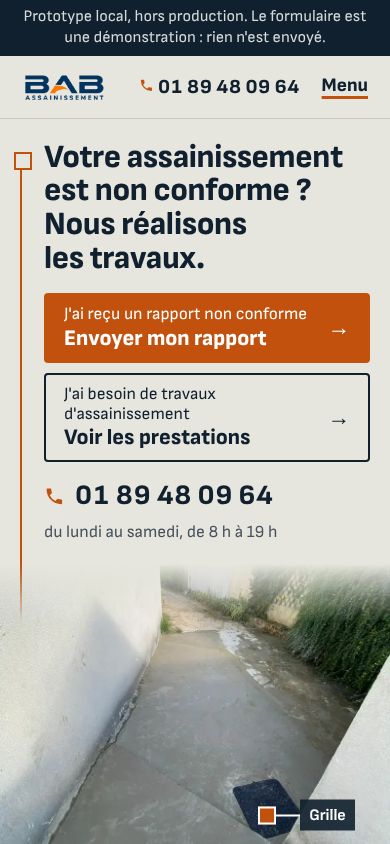 Prototype local, hors production. Le formulaire est
une démonstration : rien n'est envoyé.
BAB
ASSAINISSEMENT
01 89 48 09 64
Menu
Votre assainissement
est non conforme ?
Nous réalisons
les travaux.
J'ai reçu un rapport non conforme
Envoyer mon rapport
→
J'ai besoin de travaux
d'assainissement
Voir les prestations
→
01 89 48 09 64
du lundi au samedi, de 8 h à 19 h
Grille